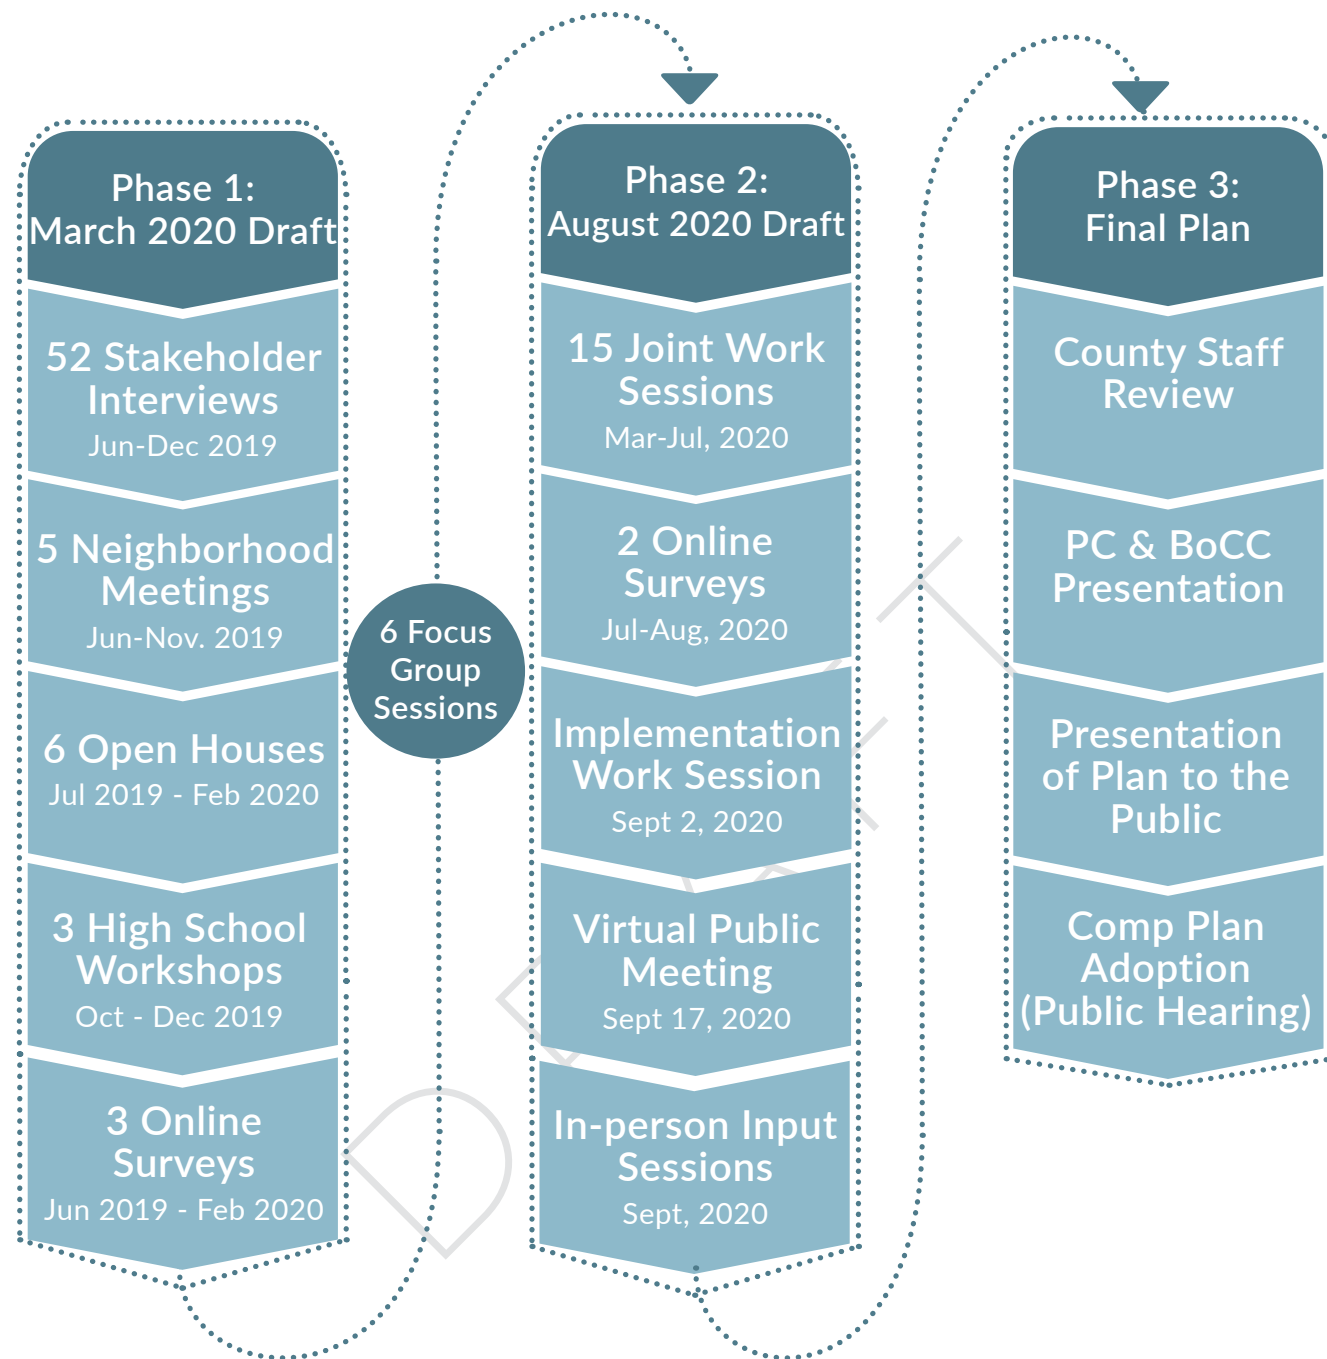 Phase 1:
March 2020 Draft
52 Stakeholder
Interviews
Jun-Dec 2019
5 Neighborhood
Meetings
Jun-Nov. 2019
6 Open Houses
Jul 2019 - Feb 2020
3 High School
Workshops
Oct - Dec 2019
3 Online
Surveys
Jun 2019 - Feb 2020
6 Focus
Group
Sessions
Phase 2:
August 2020 Draft
15 Joint Work
Sessions
Mar-Jul, 2020
2 Online
Surveys
Jul-Aug, 2020
Implementation
Work Session
Sept 2, 2020
Virtual Public
Meeting
Sept 17, 2020
In-person Input
Sessions
Sept, 2020
Phase 3:
Final Plan
County Staff
Review
PC & BoCC
Presentation
Presentation
of Plan to the
Public
Comp Plan
Adoption
(Public Hearing)
DRAFT